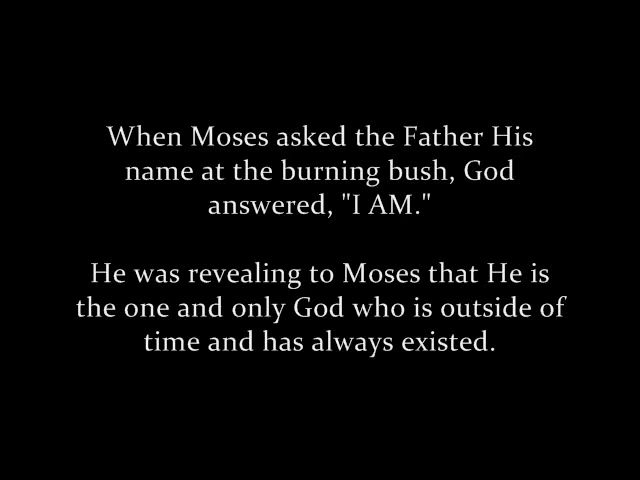 When Moses asked the Father His
name at the burning bush, God
answered, "I AM."
He was revealing to Moses that He is
the one and only God who is outside of
time and has always existed.